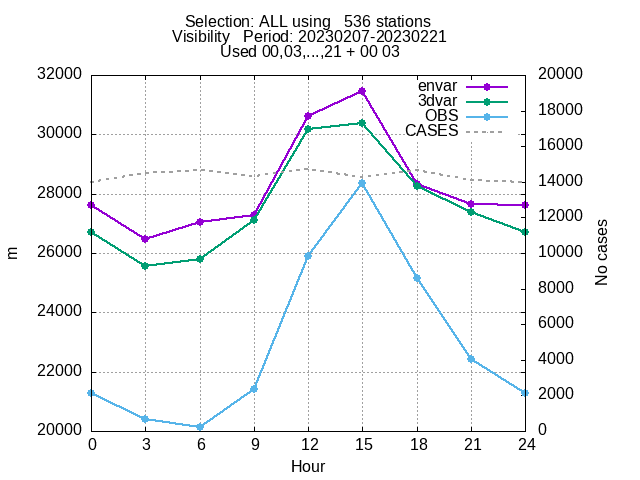 Selection: ALL using   536 stations
Visibility   Period: 20230207-20230221
Used 00,03,...,21 + 00 03
32000
30000
28000
26000
24000
22000
20000
m
envar
3dvar
OBS
CASES
20000
18000
16000
14000
12000
10000
8000
6000
4000
2000
0
No cases
0 3 6 9 12 15 18 21 24
Hour